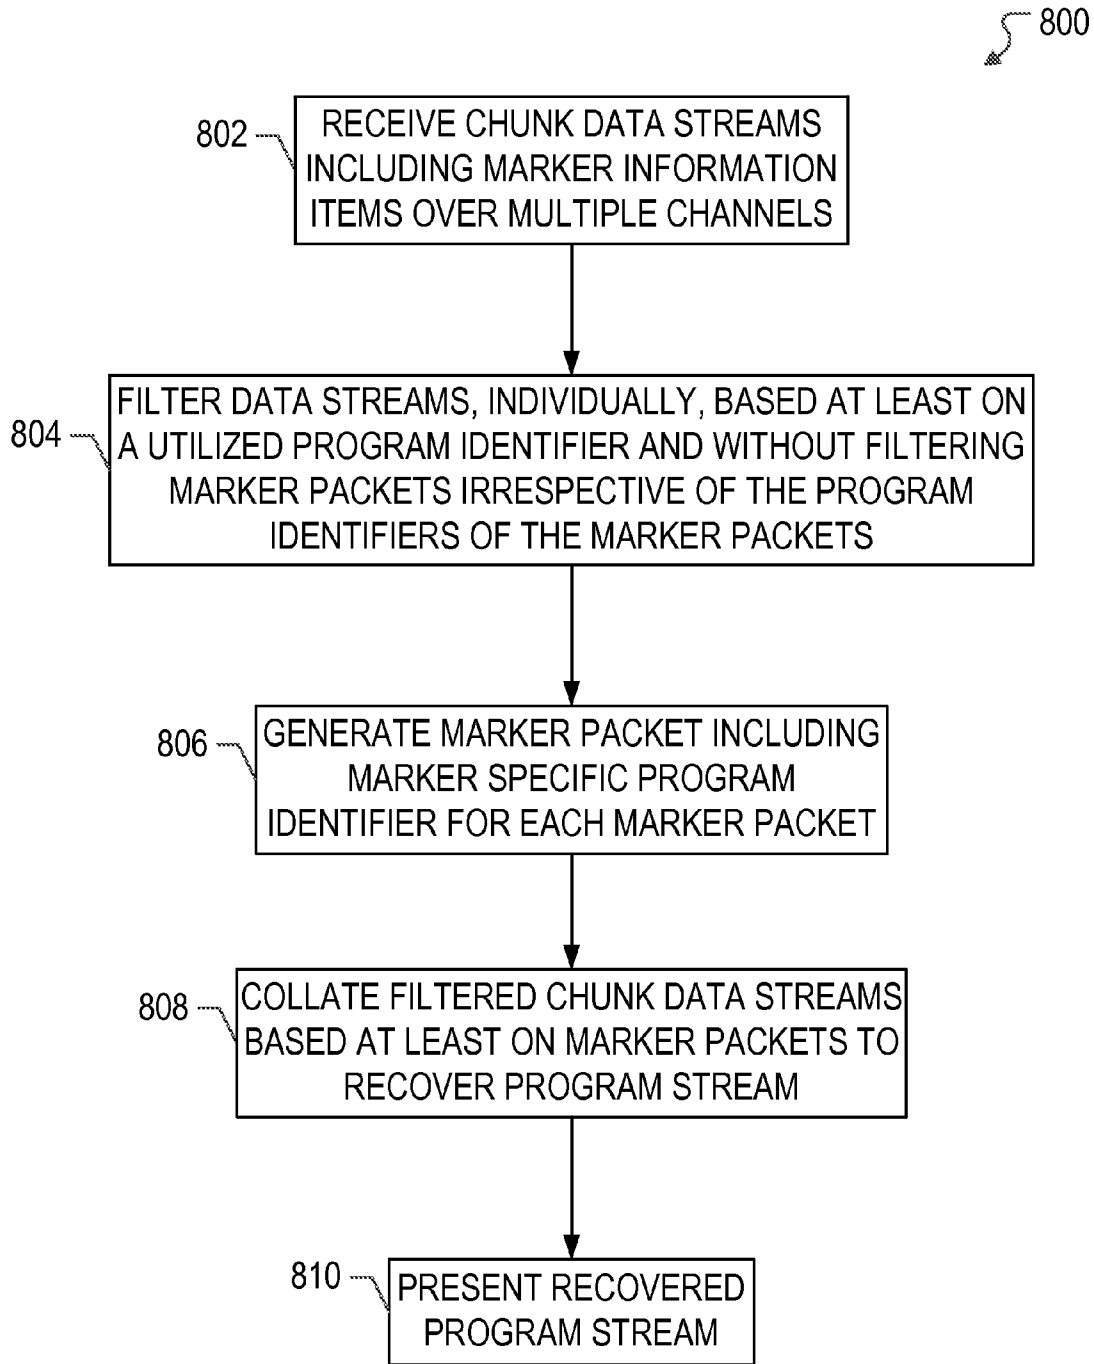 800
802
RECEIVE CHUNK DATA STREAMS
INCLUDING MARKER INFORMATION
ITEMS OVER MULTIPLE CHANNELS
804
FILTER DATA STREAMS, INDIVIDUALLY, BASED AT LEAST ON
A UTILIZED PROGRAM IDENTIFIER AND WITHOUT FILTERING
MARKER PACKETS IRRESPECTIVE OF THE PROGRAM
IDENTIFIERS OF THE MARKER PACKETS
806
GENERATE MARKER PACKET INCLUDING
MARKER SPECIFIC PROGRAM
IDENTIFIER FOR EACH MARKER PACKET
808
COLLATE FILTERED CHUNK DATA STREAMS
BASED AT LEAST ON MARKER PACKETS TO
RECOVER PROGRAM STREAM
810
PRESENT RECOVERED
PROGRAM STREAM